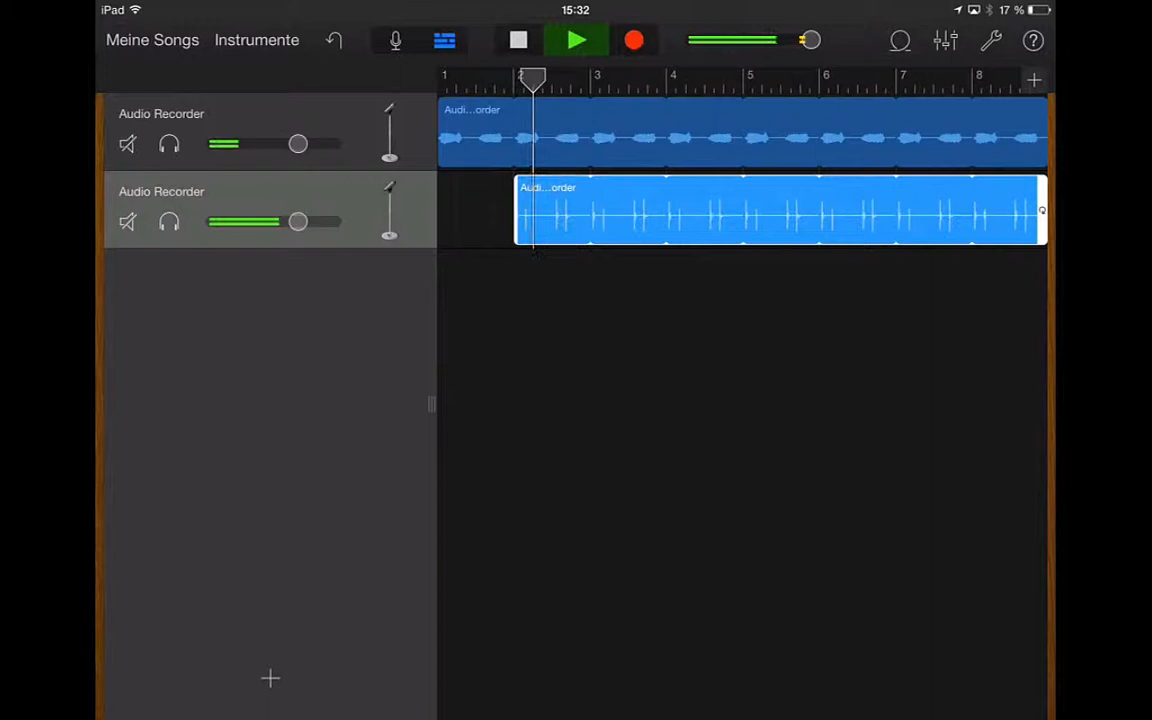 iPad 15:32 17 %
Meine Songs Instrumente
1 2 3 4 5 6 7 8
Audio Recorder
Audi...order
Audio Recorder
Audi...order